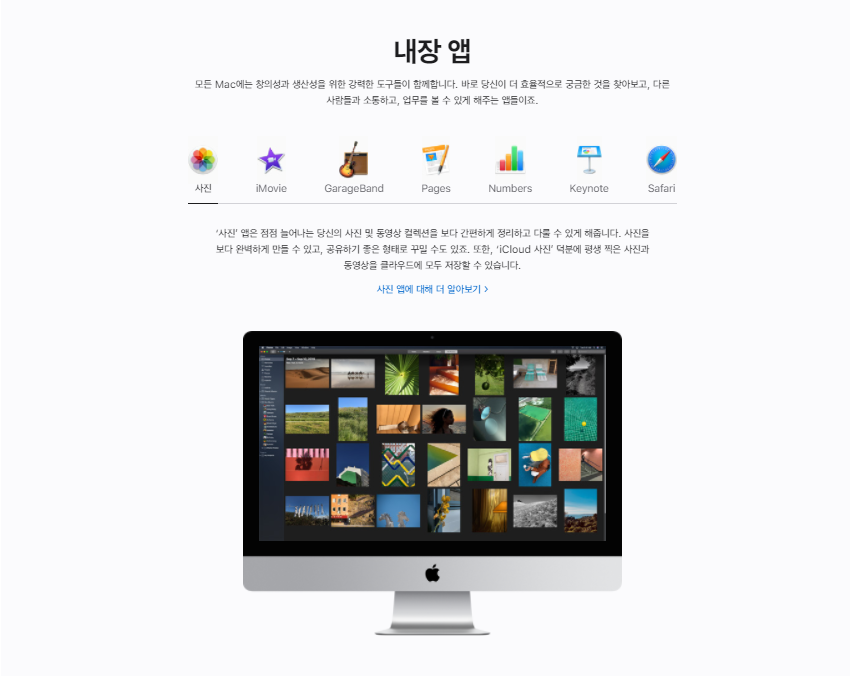 내장 앱
모든 Mac에는 창의성과 생산성을 위한 강력한 도구들이 함께합니다. 바로 당신이 더 효율적으로 궁금한 것을 찾아보고, 다른
사람들과 소통하고, 업무를 볼 수 있게 해주는 앱들이죠.
사진
iMovie
GarageBand
Pages
Numbers
Keynote
Safari
‘사진’ 앱은 점점 늘어나는 당신의 사진 및 동영상 컬렉션을 보다 간편하게 정리하고 다룰 수 있게 해줍니다. 사진을
보다 완벽하게 만들 수 있고, 공유하기 좋은 형태로 꾸밀 수도 있죠. 또한, ‘iCloud 사진’ 덕분에 평생 찍은 사진과
동영상을 클라우드에 모두 저장할 수 있습니다.
사진 앱에 대해 더 알아보기 >